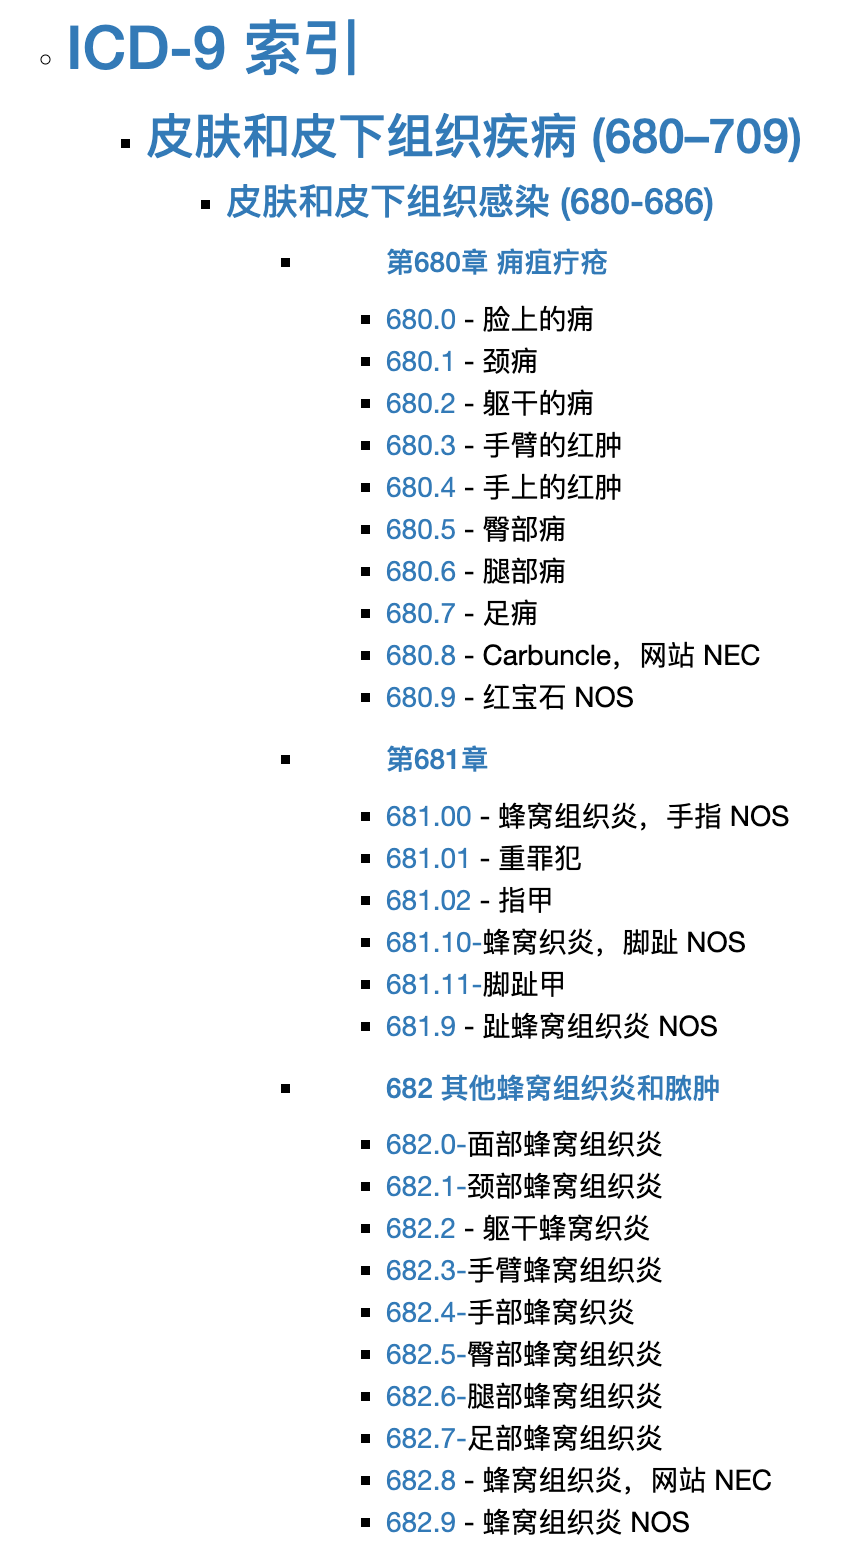 ICD-9 索引
皮肤和皮下组织疾病 (680–709)
皮肤和皮下组织感染 (680-686)
第680章 痈疽疔疮
680.0 - 脸上的痈
680.1 - 颈痈
680.2 - 躯干的痈
680.3 - 手臂的红肿
680.4 - 手上的红肿
680.5 - 臀部痈
680.6 - 腿部痈
680.7 - 足痈
680.8 - Carbuncle，网站 NEC
680.9 - 红宝石 NOS
第681章
681.00 - 蜂窝组织炎，手指 NOS
681.01 - 重罪犯
681.02 - 指甲
681.10-蜂窝织炎，脚趾 NOS
681.11-脚趾甲
681.9 - 趾蜂窝组织炎 NOS
682 其他蜂窝组织炎和脓肿
682.0-面部蜂窝组织炎
682.1-颈部蜂窝组织炎
682.2 - 躯干蜂窝织炎
682.3-手臂蜂窝组织炎
682.4-手部蜂窝织炎
682.5-臀部蜂窝组织炎
682.6-腿部蜂窝组织炎
682.7-足部蜂窝组织炎
682.8 - 蜂窝组织炎，网站 NEC
682.9 - 蜂窝组织炎 NOS